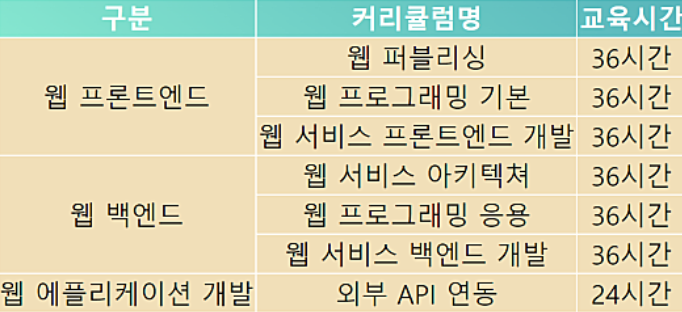 구분 커리큘럼명 교육시간
웹 퍼블리싱 36시간
웹 프론트엔드 웹 프로그래밍 기본 36시간
웹 서비스 프론트엔드 개발 36시간
웹 서비스 아키텍쳐 36시간
웹 백엔드 웹 프로그래밍 응용 36시간
웹 서비스 백엔드 개발 36시간
웹 에플리케이션 개발 외부 API 연동 24시간